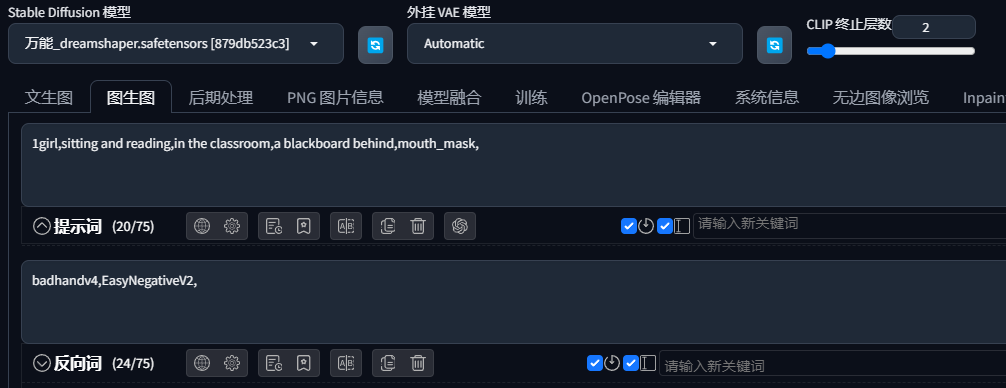 Stable Diffusion 模型
外挂 VAE 模型
CLIP 终止层数
2
万能_dreamshaper.safetensors [879db523c3]
Automatic
文生图
图生图
后期处理
PNG 图片信息
模型融合
训练
OpenPose 编辑器
系统信息
无边图像浏览
Inpain
1girl,sitting and reading,in the classroom,a blackboard behind,mouth_mask,
提示词 (20/75)
请输入新关键词
badhandv4,EasyNegativeV2,
反向词 (24/75)
请输入新关键词